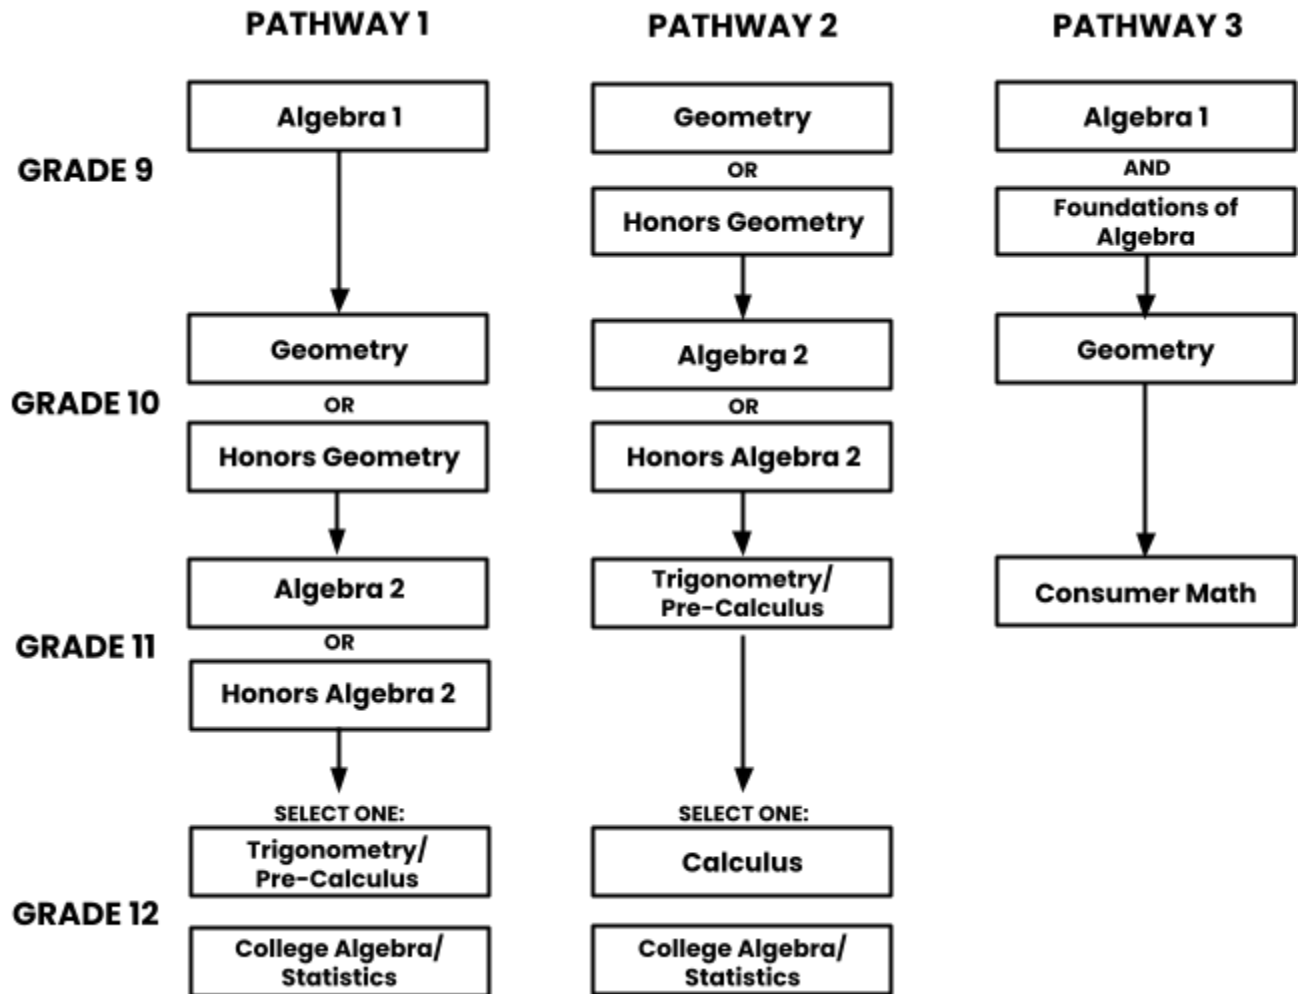 PATHWAY 1
PATHWAY 2
PATHWAY 3
GRADE 9
Algebra 1
Geometry
OR
Honors Geometry
Algebra 1
AND
Foundations of
Algebra
GRADE 10
Geometry
OR
Honors Geometry
Algebra 2
OR
Honors Algebra 2
Geometry
GRADE 11
Algebra 2
OR
Honors Algebra 2
Trigonometry/
Pre-Calculus
Consumer Math
GRADE 12
SELECT ONE:
Trigonometry/
Pre-Calculus
College Algebra/
Statistics
SELECT ONE:
Calculus
College Algebra/
Statistics